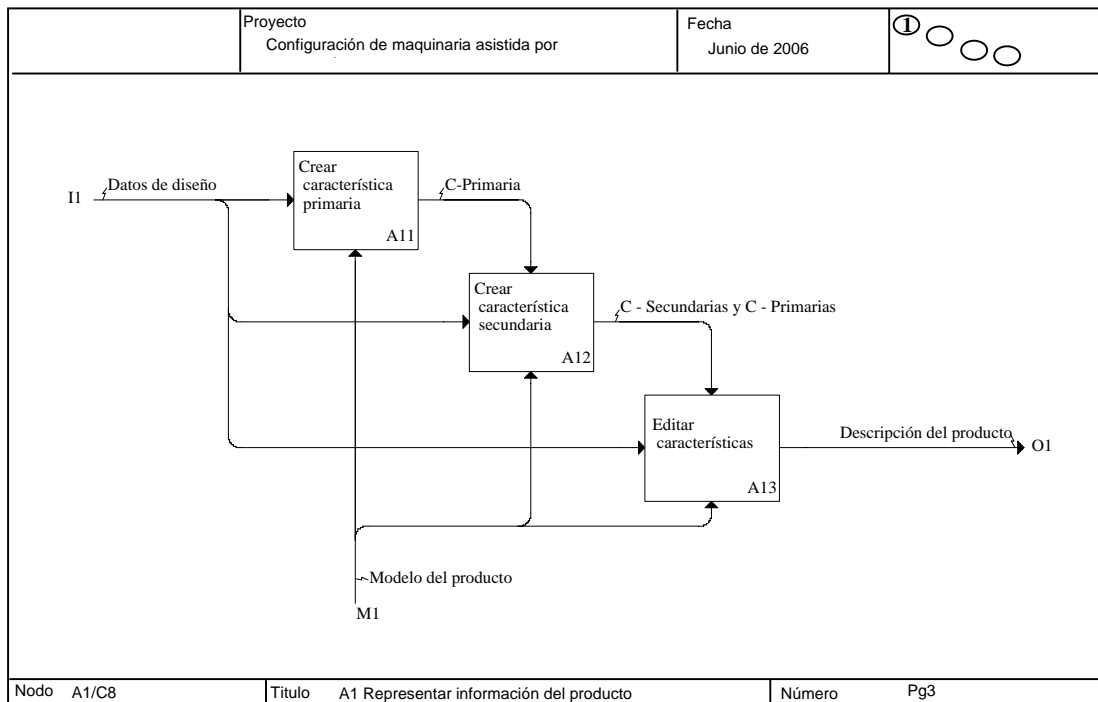 Proyecto
Configuración de maquinaria asistida por
Fecha
Junio de 2006
1
Crear
característica
primaria
A11
I1
Datos de diseño
C-Primaria
Crear
característica
secundaria
A12
C - Secundarias y C - Primarias
Editar
características
A13
Descripción del producto
O1
Modelo del producto
M1
Nodo A1/C8
Titulo A1 Representar información del producto
Número Pg3